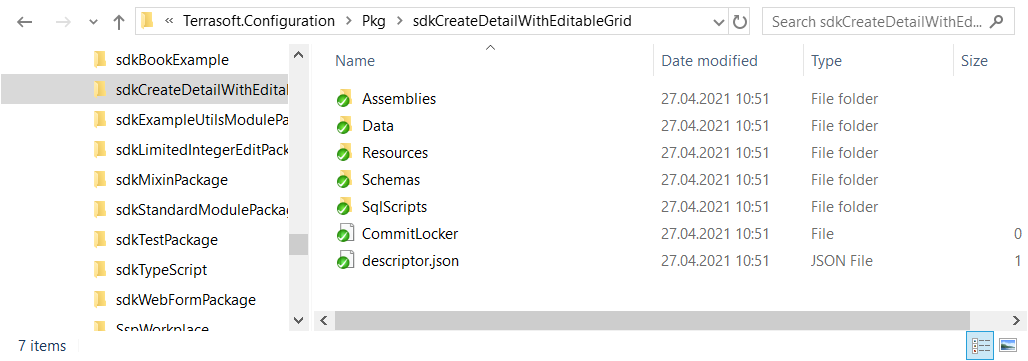 « Terrasoft.Configuration > Pkg > sdkCreateDetailWithEditableGrid
Search sdkCreateDetailWithEd...
sdkBookExample
sdkCreateDetailWithEditab
sdkExampleUtilsModulePa
sdkLimitedIntegerEditPack
sdkMixinPackage
sdkStandardModulePackag
sdkTestPackage
sdkTypeScript
sdkWebFormPackage
SspWorkplace
Name Date modified Type Size
Assemblies 27.04.2021 10:51 File folder
Data 27.04.2021 10:51 File folder
Resources 27.04.2021 10:51 File folder
Schemas 27.04.2021 10:51 File folder
SqlScripts 27.04.2021 10:51 File folder
CommitLocker 27.04.2021 10:51 File 0
descriptor.json 27.04.2021 10:51 JSON File 1
7 items